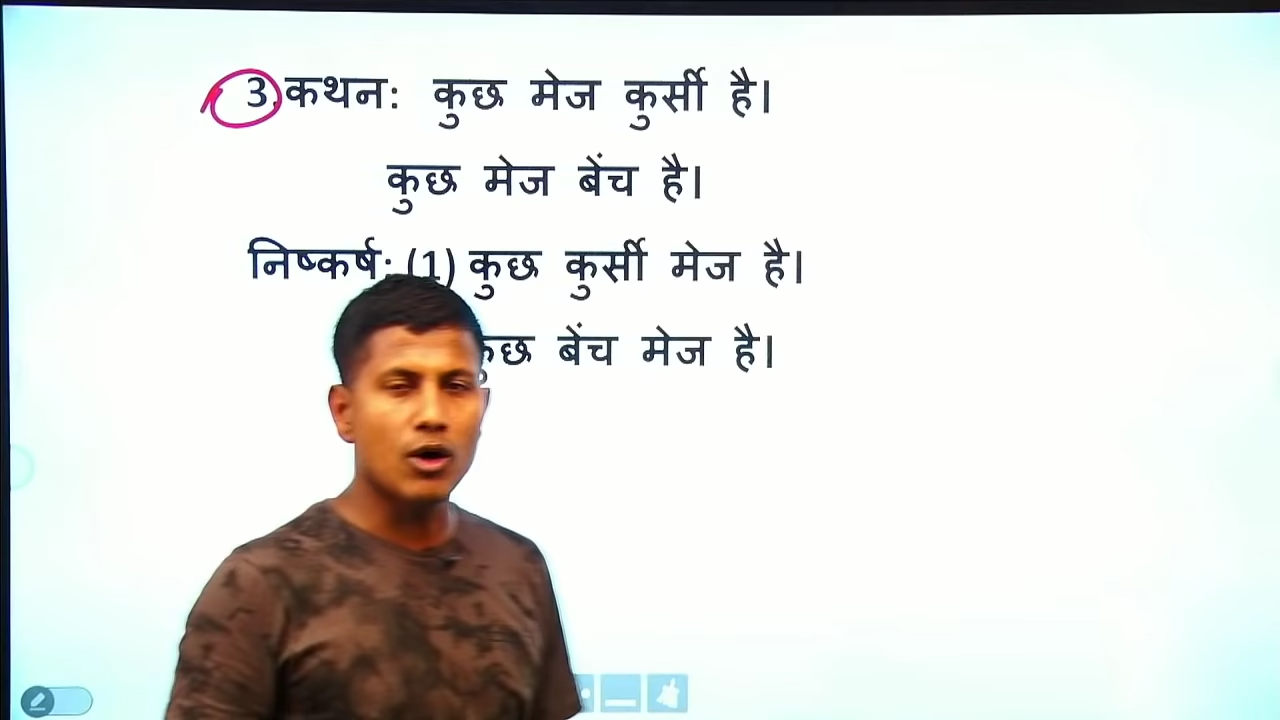 3.कथन: कुछ मेज कुर्सी है।
कुछ मेज बेंच है।
निष्कर्ष: (1) कुछ कुर्सी मेज है।
कुछ बेंच मेज है।